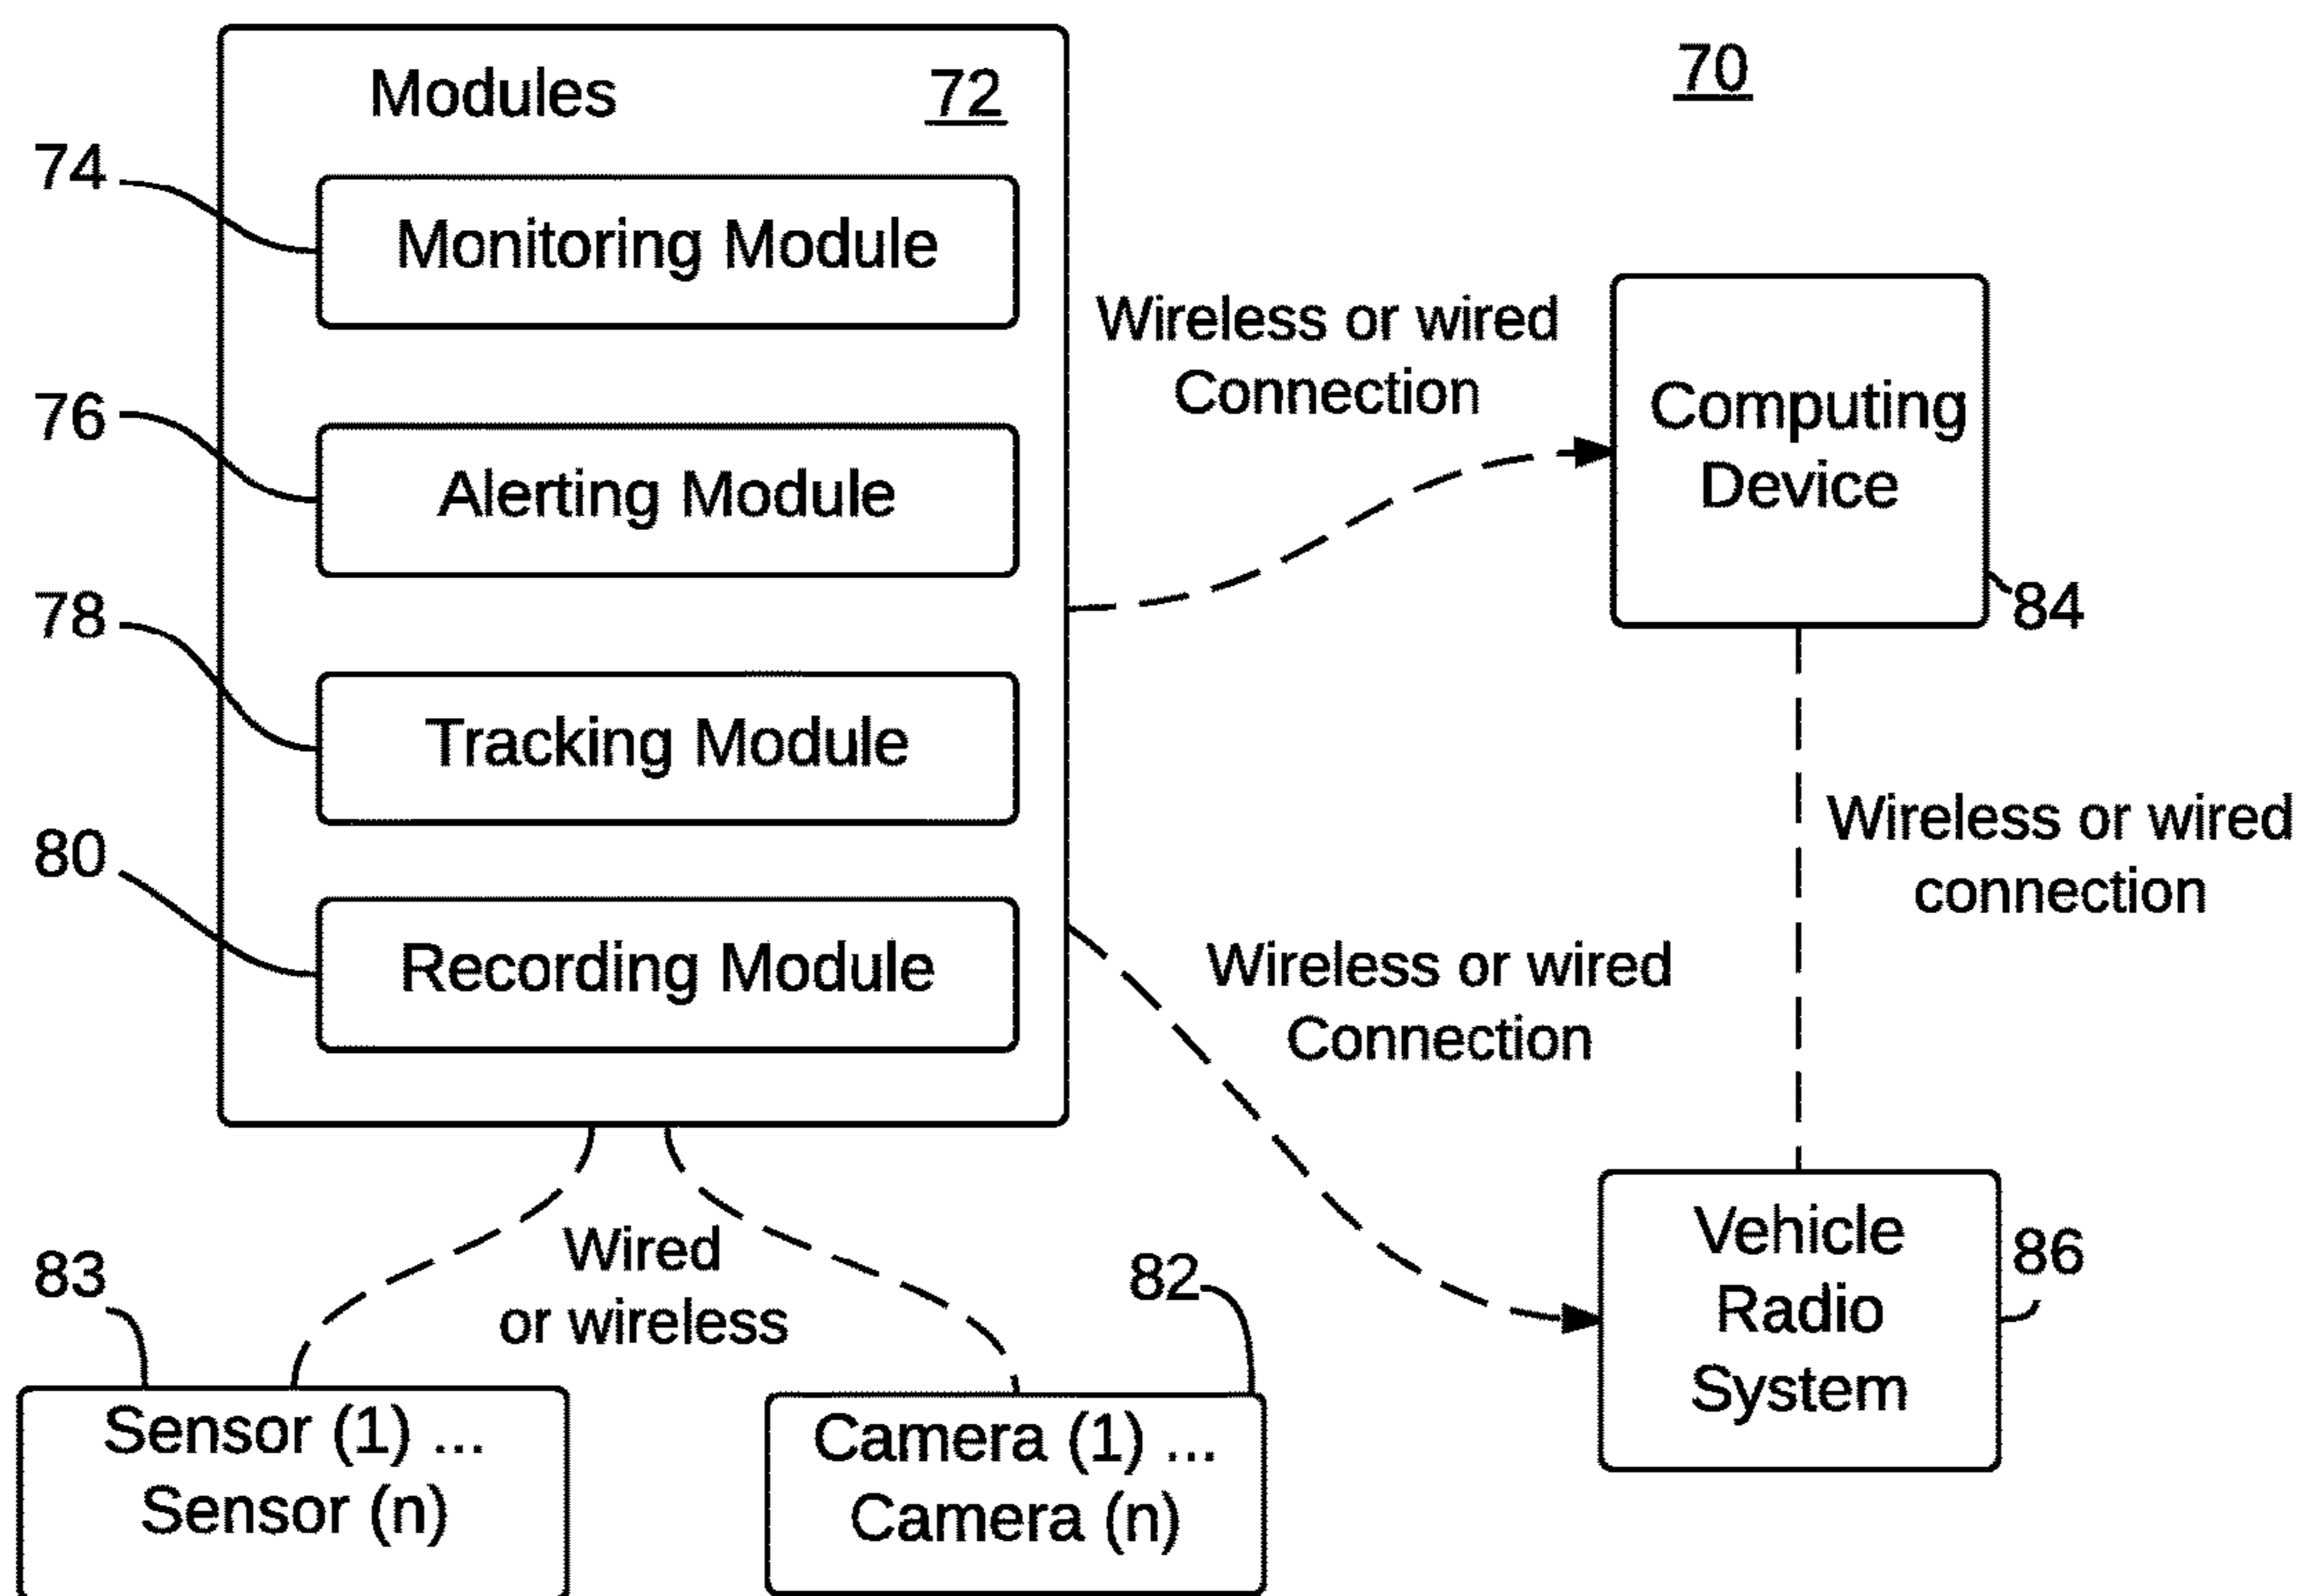 Modules 72
70
74
Monitoring Module
76
Alerting Module
78
Tracking Module
80
Recording Module
Wireless or wired
Connection
Computing
Device
84
Wireless or wired
connection
Wireless or wired
Connection
Vehicle
Radio
System
86
Wired
or wireless
83
Sensor (1) ...
Sensor (n)
82
Camera (1) ...
Camera (n)